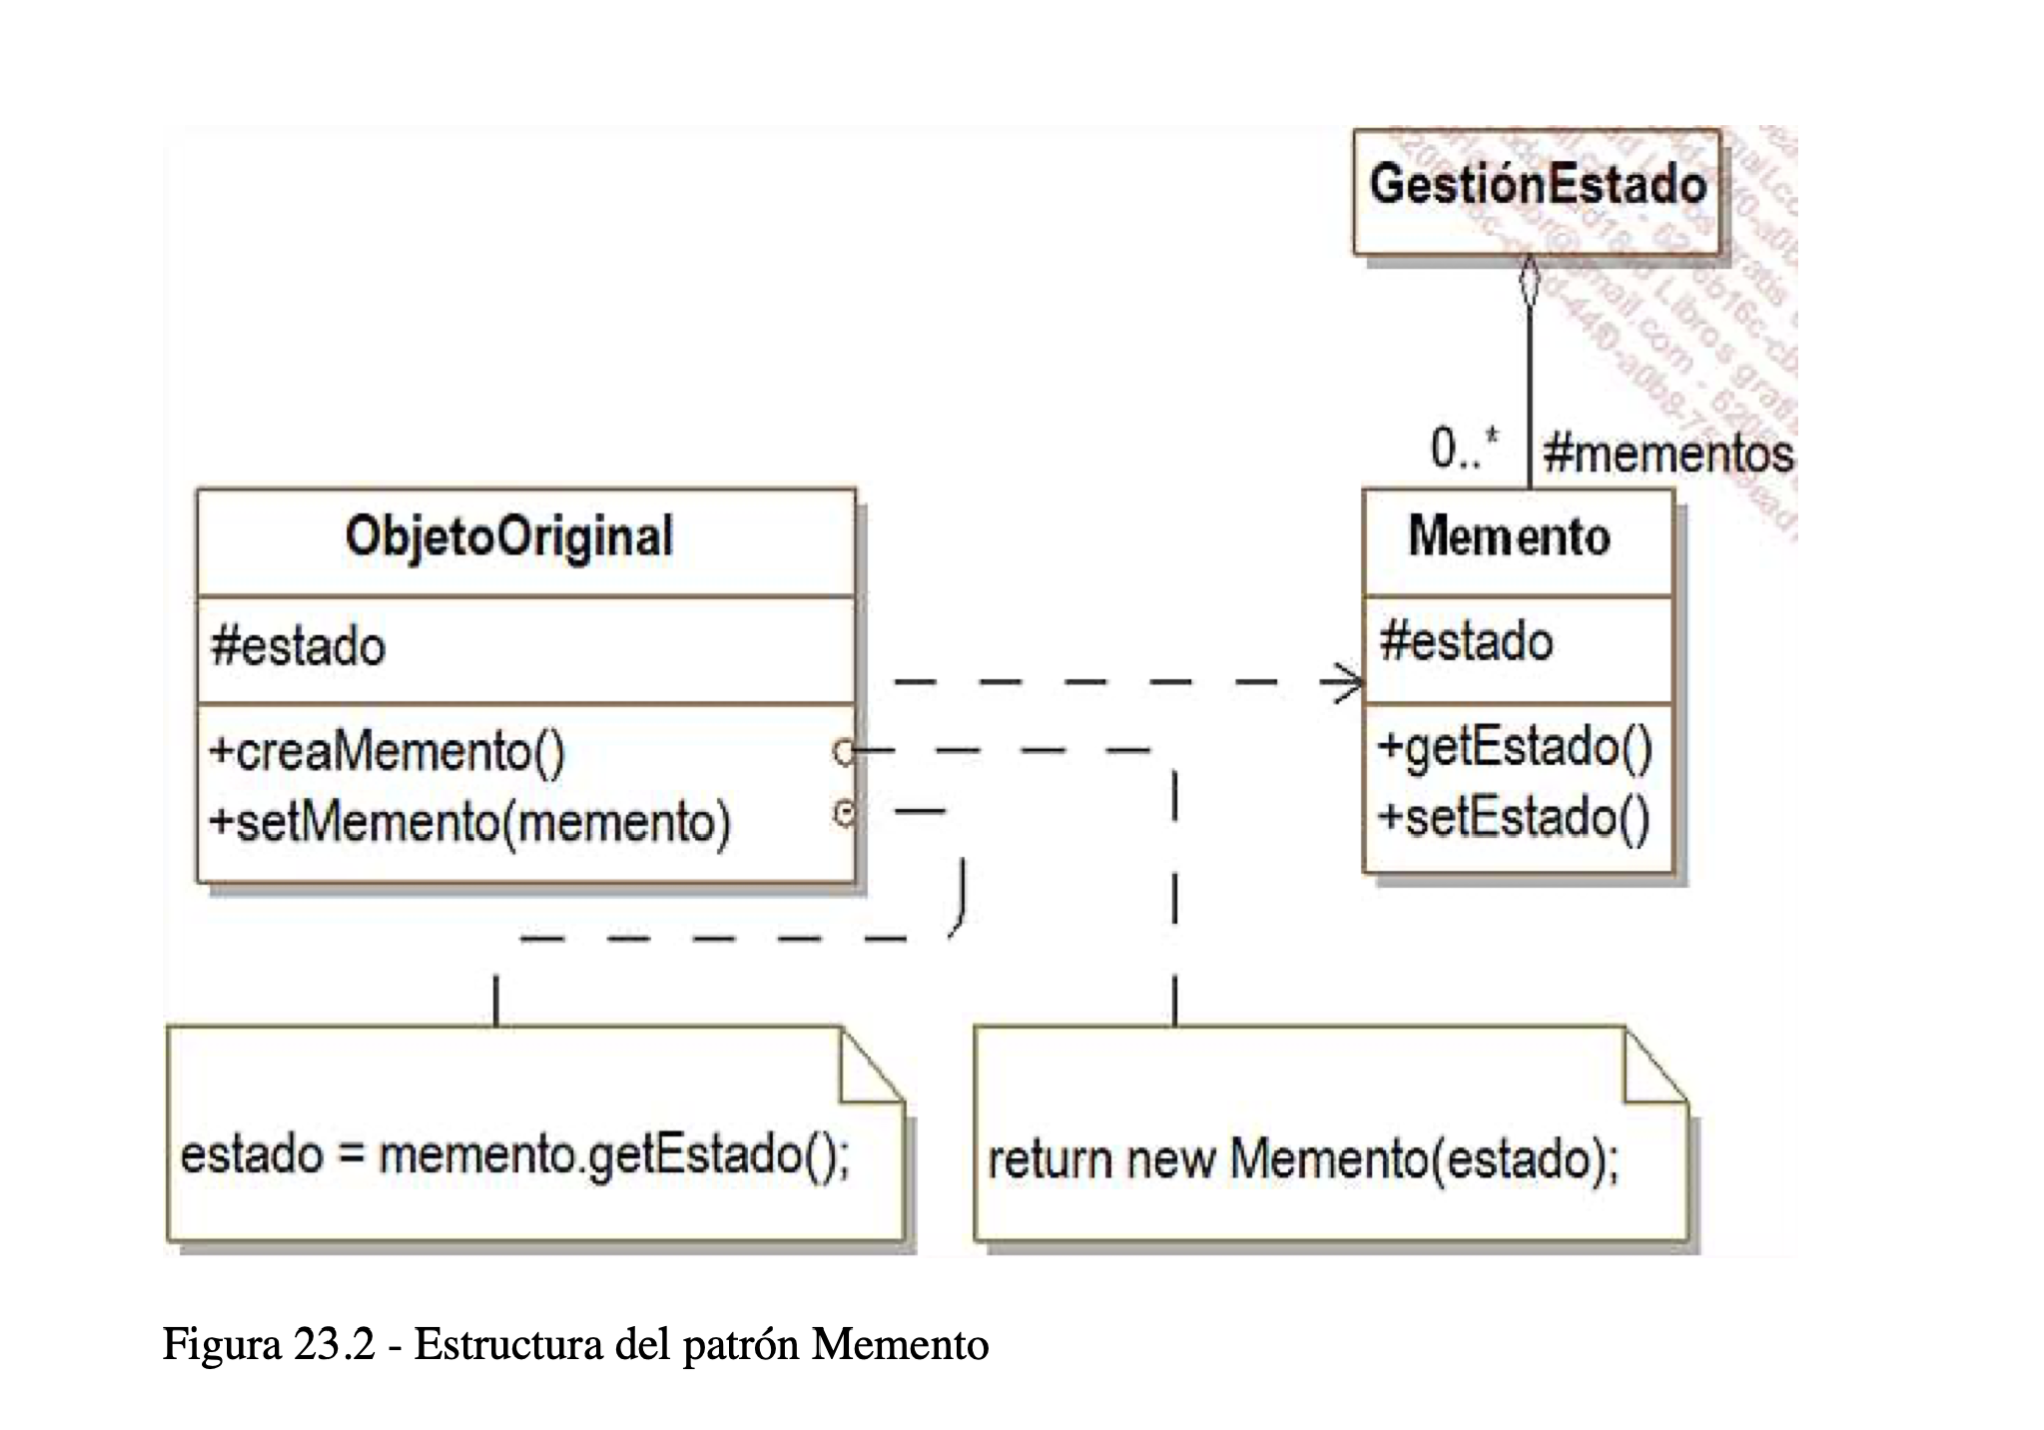 GestiónEstado
0..*
#mementos
ObjetoOriginal
#estado
+creaMemento()
+setMemento(memento)
Memento
#estado
+getEstado()
+setEstado()
estado = memento.getEstado();
return new Memento(estado);
Figura 23.2 - Estructura del patrón Memento